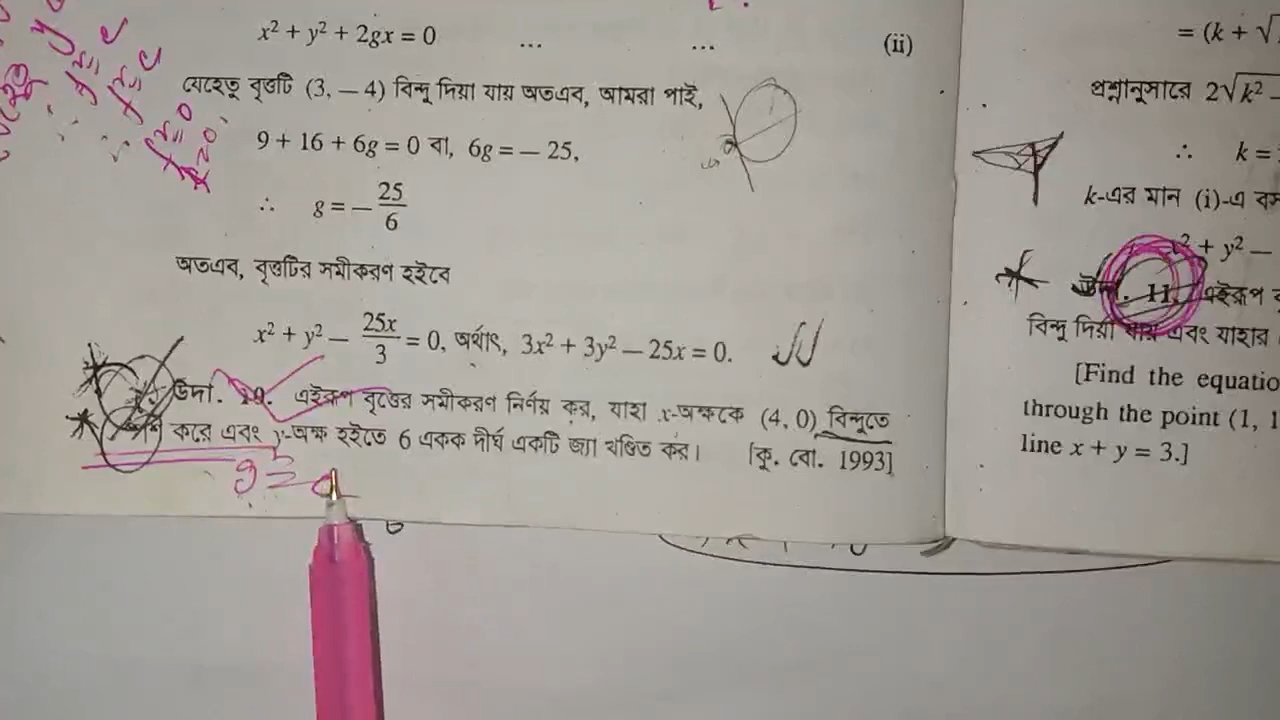 x² + y² + 2gx = 0 ... ... (ii)
যেহেতু বৃত্তটি (3, – 4) বিন্দু দিয়া যায় অতএব, আমরা পাই,
9 + 16 + 6g = 0 বা, 6g = – 25,
∴ g = – 25/6
অতএব, বৃত্তটির সমীকরণ হইবে
x² + y² – 25x/3 = 0, অর্থাৎ, 3x² + 3y² – 25x = 0.
উদা. 10. এইরূপ বৃত্তের সমীকরণ নির্ণয় কর, যাহা x-অক্ষকে (4, 0) বিন্দুতে
করে এবং y-অক্ষ হইতে 6 একক দীর্ঘ একটি জ্যা খণ্ডিত কর। [কু. বো. 1993]
= (k + √
প্রশ্নানুসারে 2√k² –
∴ k =
k-এর মান (i)-এ
x² + y² –
উদা. 11. এইরূপ
বিন্দু দিয়া যায় এবং যাহার
[Find the equatio
through the point (1, 1
line x + y = 3.]